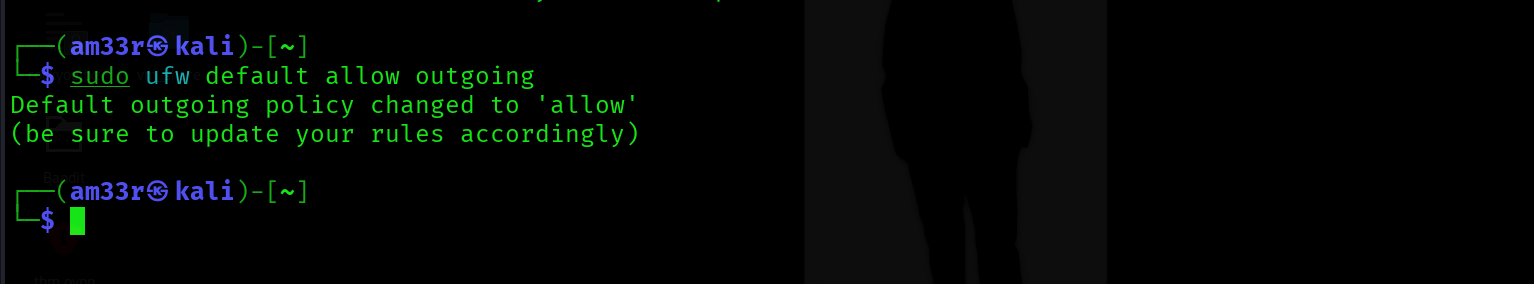 ┌──(am33r㉿kali)-[~]
└─$ sudo ufw default allow outgoing
Default outgoing policy changed to 'allow'
(be sure to update your rules accordingly)
┌──(am33r㉿kali)-[~]
└─$